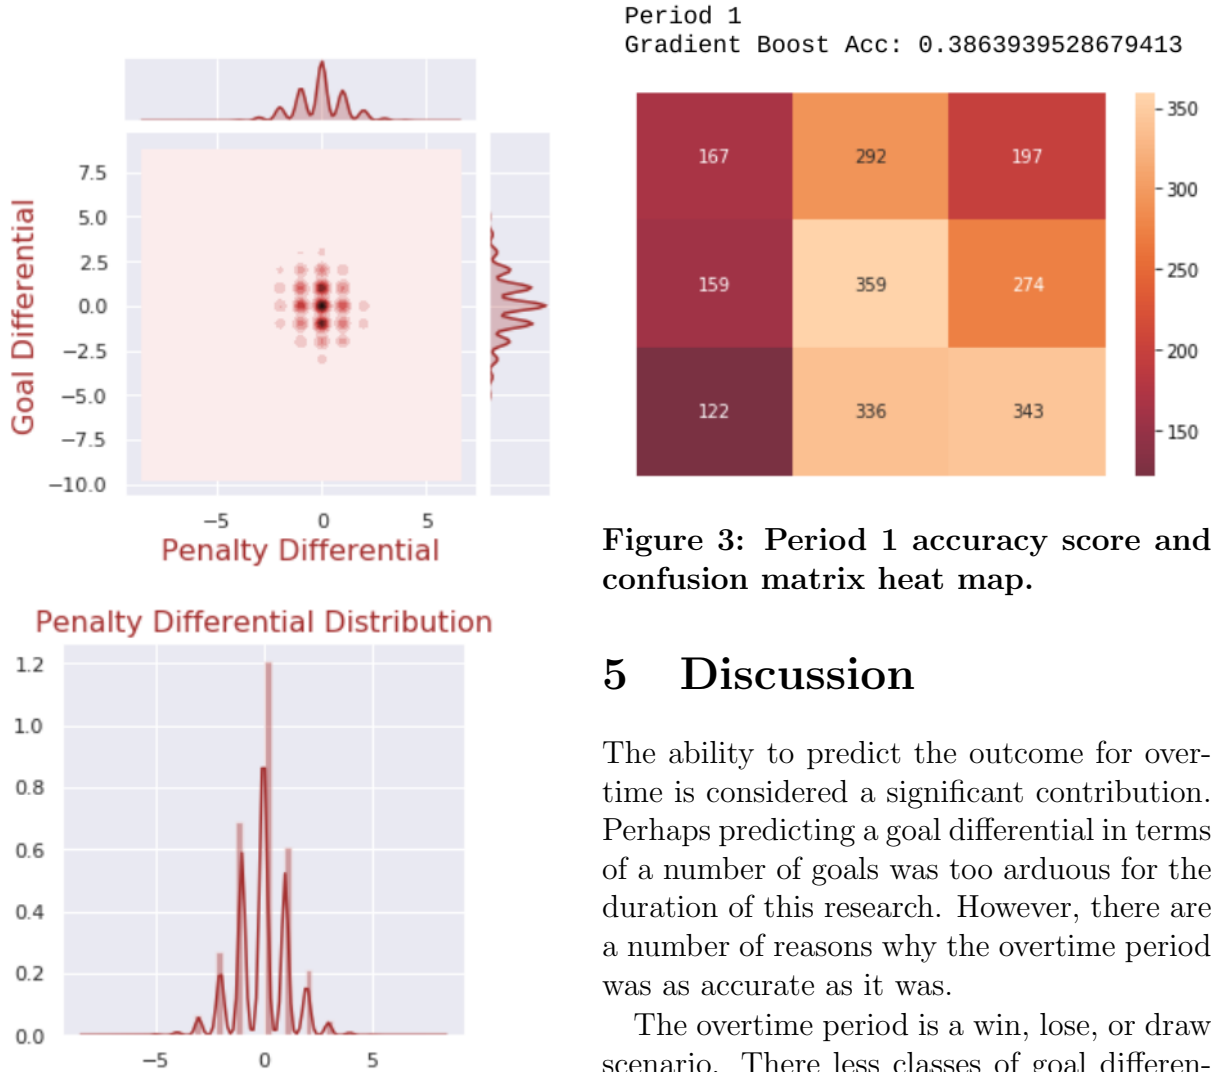 7.5
5.0
2.5
0.0
−2.5
−5.0
−7.5
−10.0
Goal Differential
−5 0 5
Penalty Differential
Penalty Differential Distribution
1.2
1.0
0.8
0.6
0.4
0.2
0.0
−5 0 5
Period 1
Gradient Boost Acc: 0.3863939528679413
167 292 197
159 359 274
122 336 343
350
300
250
200
150
Figure 3: Period 1 accuracy score and
confusion matrix heat map.
5 Discussion
The ability to predict the outcome for over-
time is considered a significant contribution.
Perhaps predicting a goal differential in terms
of a number of goals was too arduous for the
duration of this research. However, there are
a number of reasons why the overtime period
was as accurate as it was.
The overtime period is a win, lose, or draw
scenario. There less classes of goal differen-